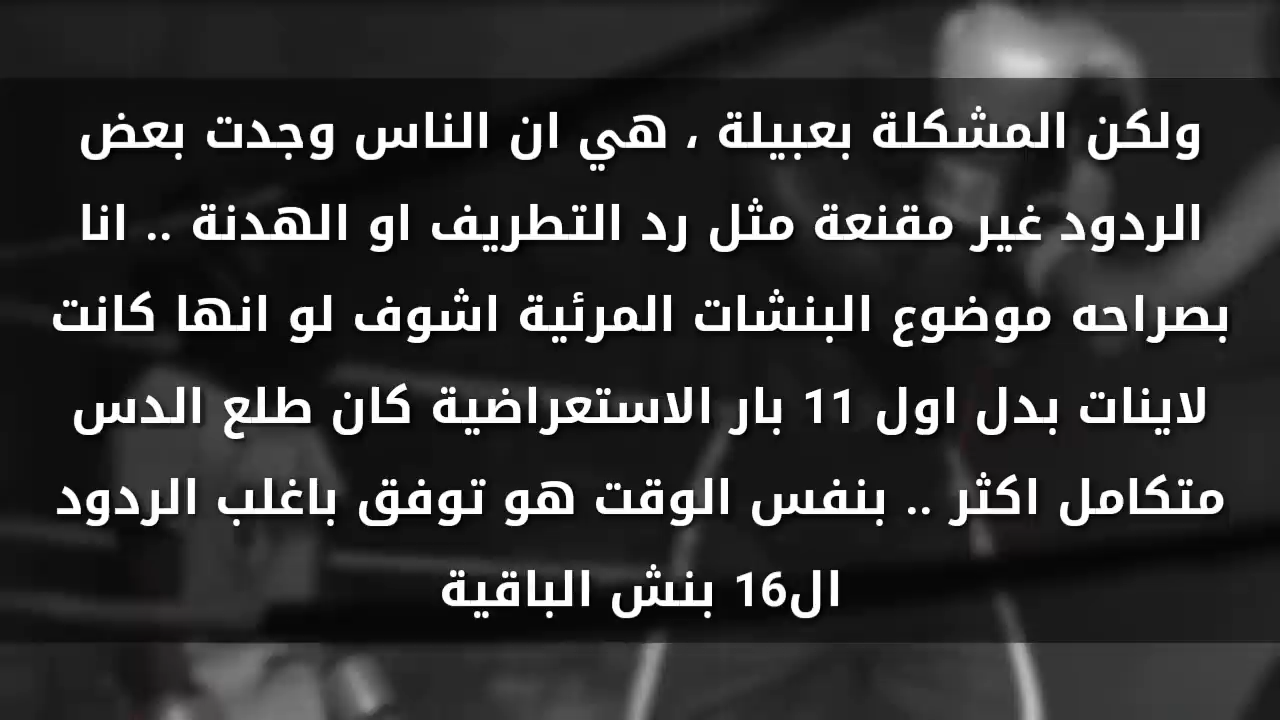 ولكن المشكلة بعبيلة ، هي ان الناس وجدت بعض
الردود غير مقنعة مثل رد التطريف او الهدنة .. انا
بصراحه موضوع البنشات المرئية اشوف لو انها كانت
لاينات بدل اول 11 بار الاستعراضية كان طلع الدس
متكامل اكثر .. بنفس الوقت هو توفق باغلب الردود
ال16 بنش الباقية